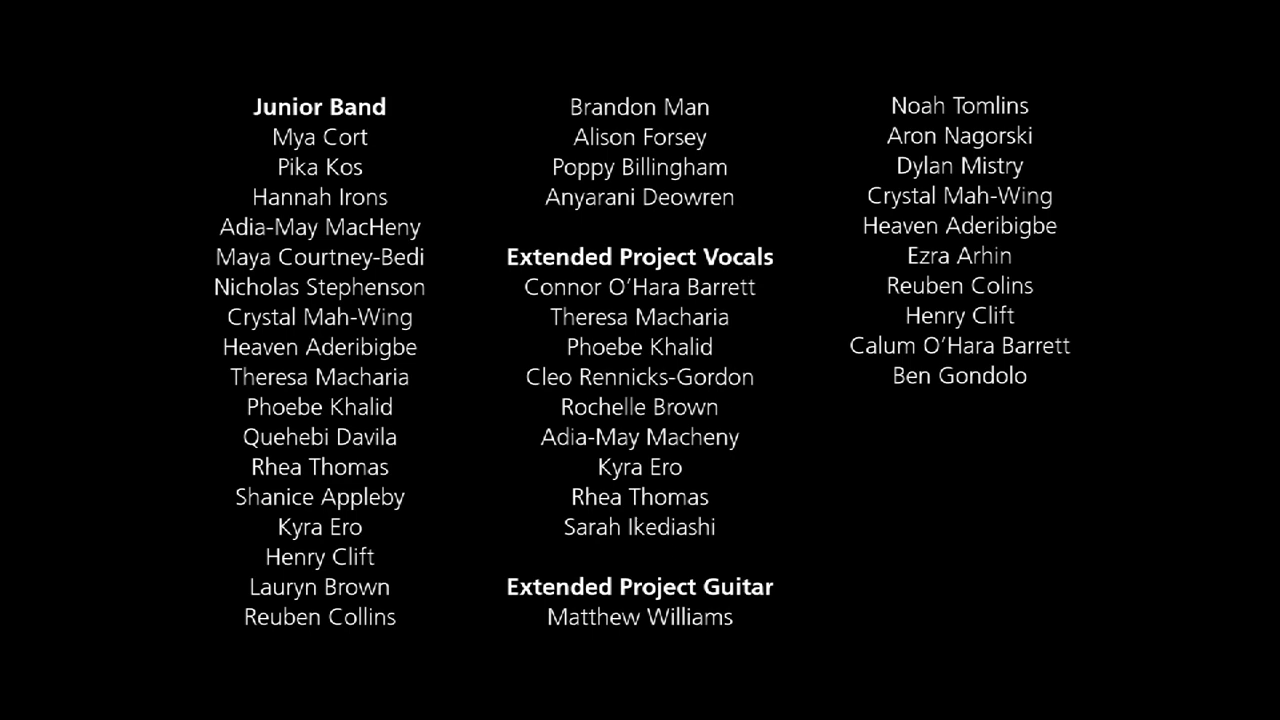 Junior Band
Mya Cort
Pika Kos
Hannah Irons
Adia-May MacHeny
Maya Courtney-Bedi
Nicholas Stephenson
Crystal Mah-Wing
Heaven Aderibigbe
Theresa Macharia
Phoebe Khalid
Quehebi Davila
Rhea Thomas
Shanice Appleby
Kyra Ero
Henry Clift
Lauryn Brown
Reuben Collins
Brandon Man
Alison Forsey
Poppy Billingham
Anyarani Deowren
Extended Project Vocals
Connor O’Hara Barrett
Theresa Macharia
Phoebe Khalid
Cleo Rennicks-Gordon
Rochelle Brown
Adia-May Macheny
Kyra Ero
Rhea Thomas
Sarah Ikediashi
Extended Project Guitar
Matthew Williams
Noah Tomlins
Aron Nagorski
Dylan Mistry
Crystal Mah-Wing
Heaven Aderibigbe
Ezra Arhin
Reuben Colins
Henry Clift
Calum O’Hara Barrett
Ben Gondolo